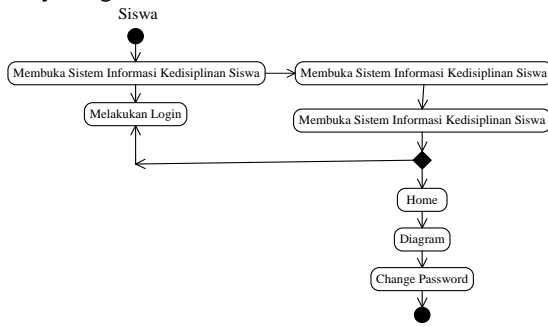 Siswa
Membuka Sistem Informasi Kedisiplinan Siswa
Membuka Sistem Informasi Kedisiplinan Siswa
Melakukan Login
Membuka Sistem Informasi Kedisiplinan Siswa
Home
Diagram
Change Password